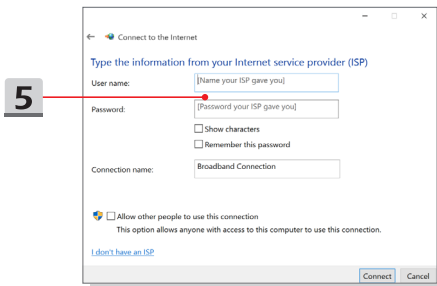 Connect to the Internet
Type the information from your Internet service provider (ISP)
User name:
[Name your ISP gave you]
5
Password:
[Password your ISP gave you]
Show characters
Remember this password
Connection name:
Broadband Connection
Allow other people to use this connection
This option allows anyone with access to this computer to use this connection.
I don't have an ISP
Connect
Cancel